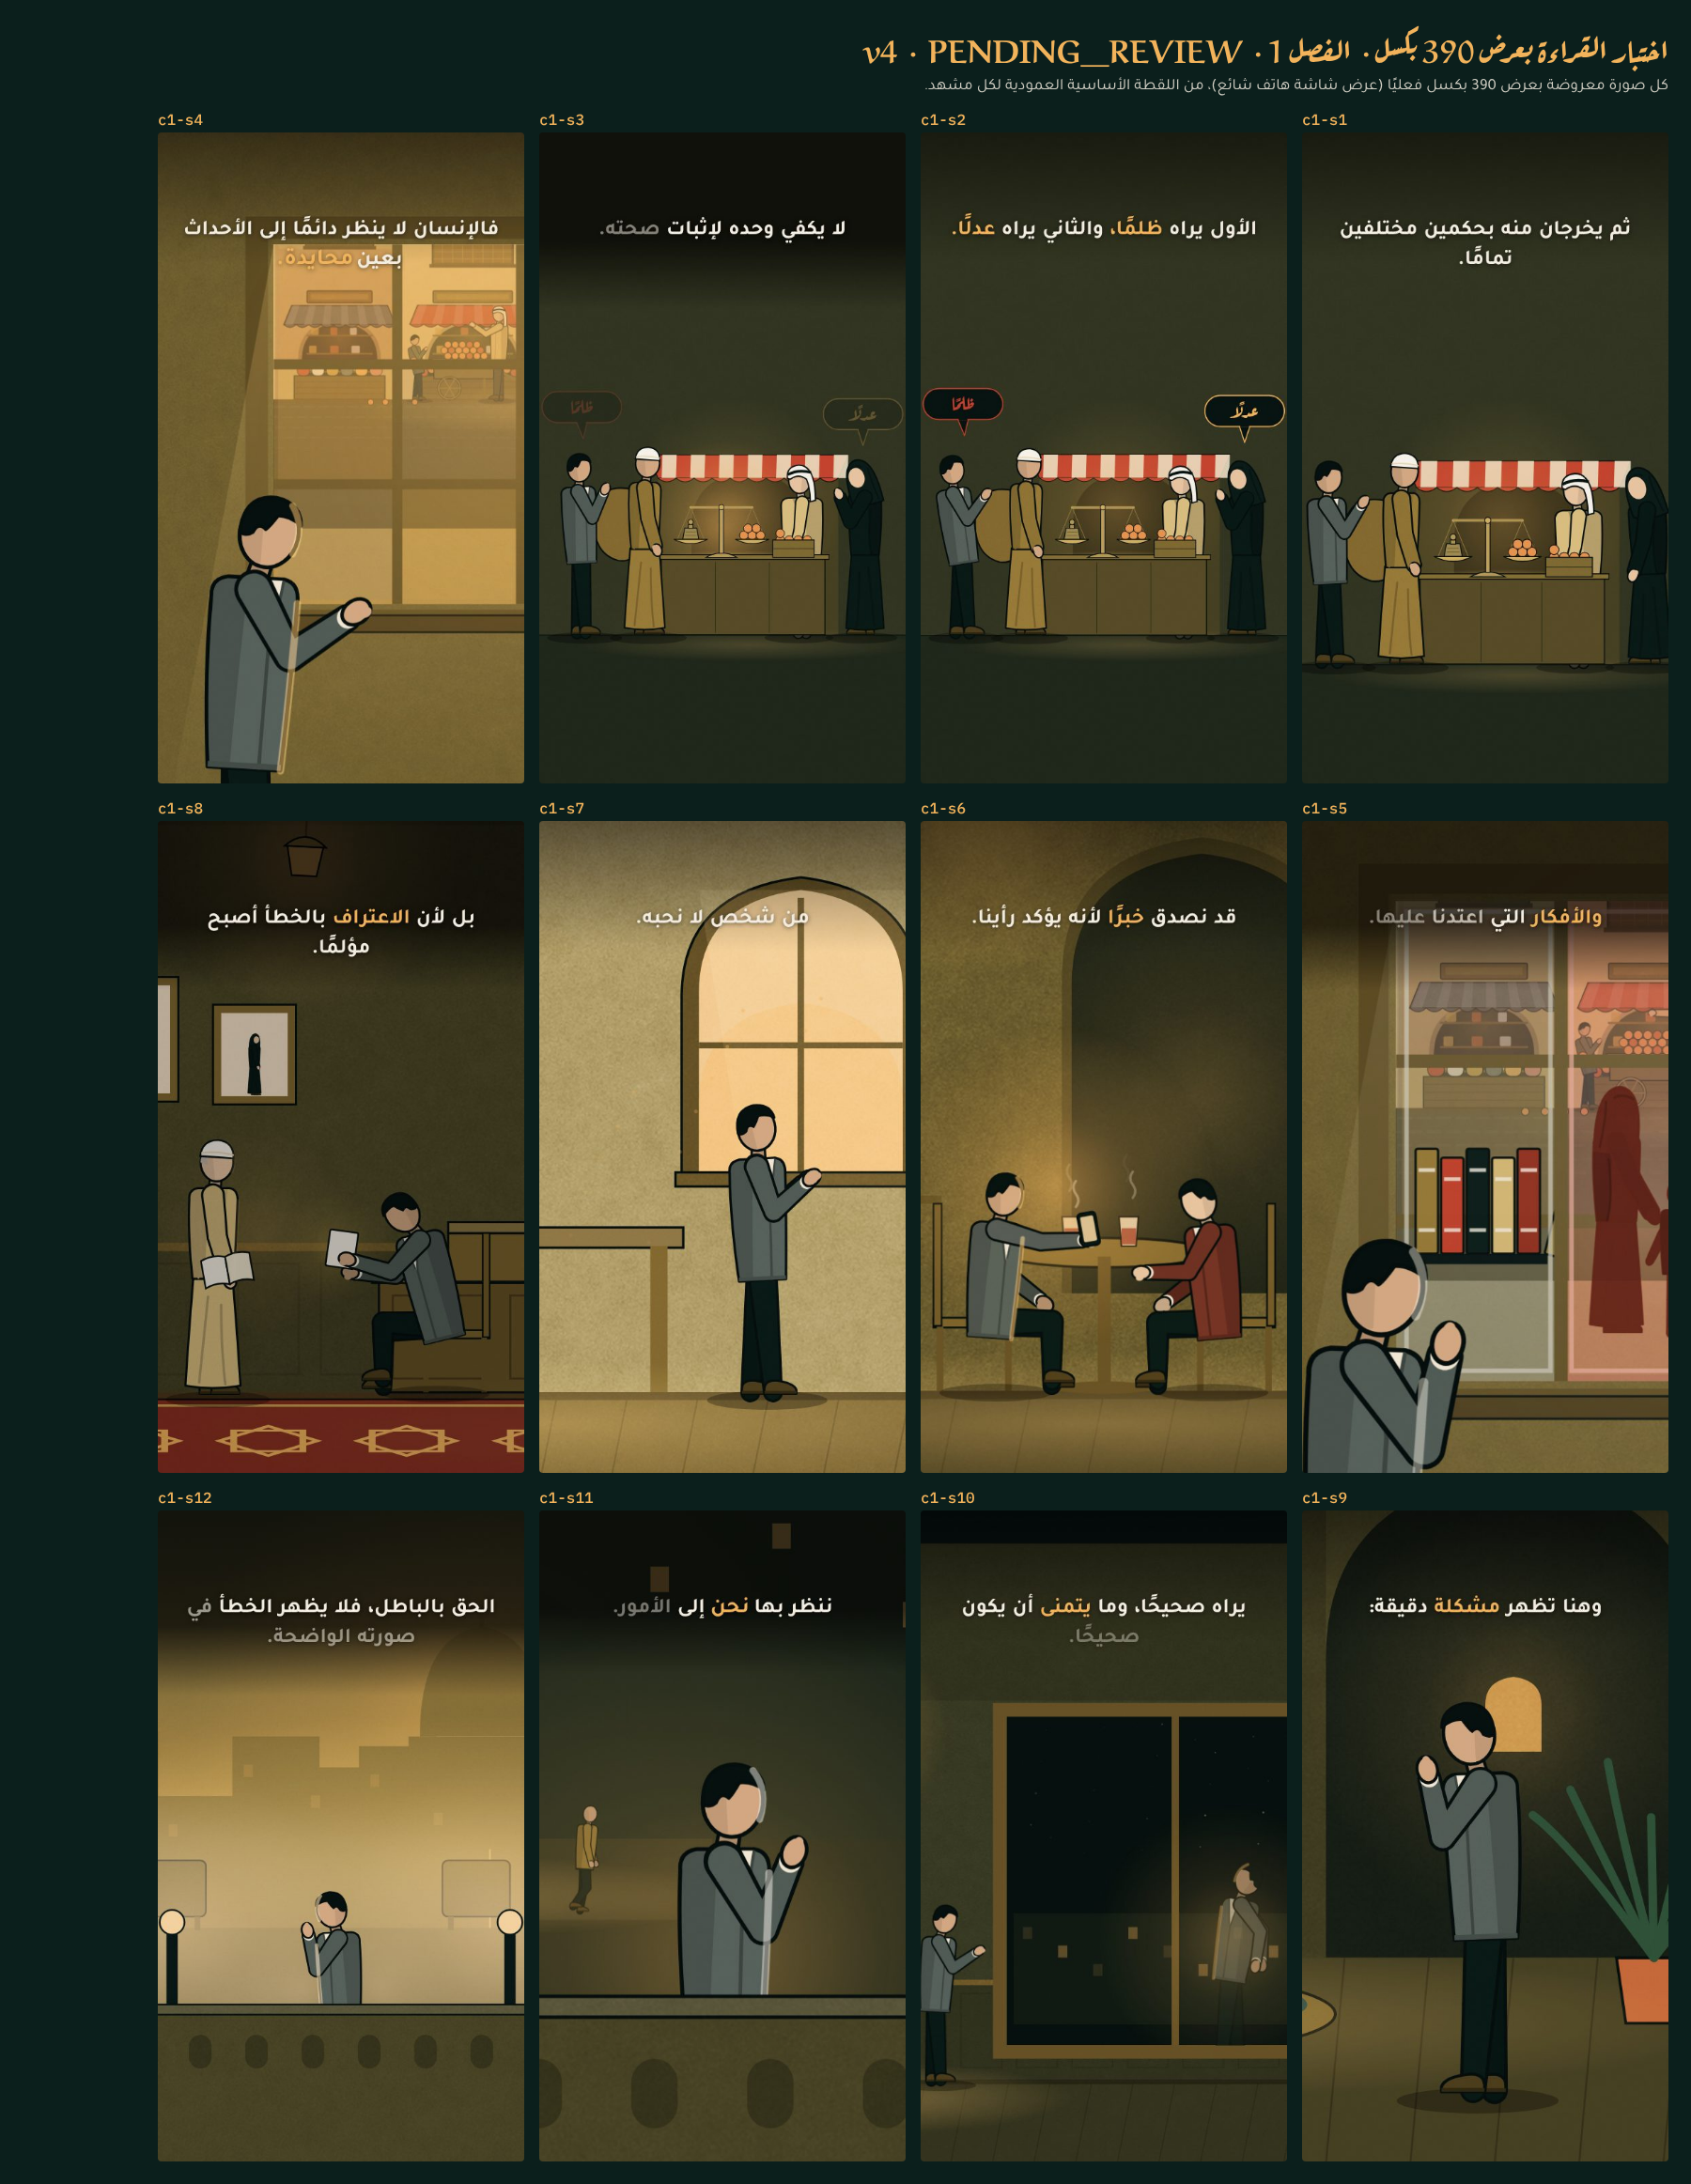 اختبار القراءة بعرض 390 بكسل · الفصل 1 · PENDING_REVIEW · v4
كل صورة معروضة بعرض 390 بكسل فعليًا (عرض شاشة هاتف شائع)، من اللقطة الأساسية العمودية لكل مشهد.
c1-s1
ثم يخرجان منه بحكمين مختلفين
تمامًا.
c1-s2
الأول يراه ظلمًا، والثاني يراه عدلًا.
عدلًا
ظلمًا
c1-s3
لا يكفي وحده لإثبات صحته.
عدلًا
ظلمًا
c1-s4
فالإنسان لا ينظر دائمًا إلى الأحداث
بعين محايدة.
c1-s5
والأفكار التي اعتدنا عليها.
c1-s6
قد نصدق خبرًا لأنه يؤكد رأينا.
c1-s7
من شخص لا نحبه.
c1-s8
بل لأن الاعتراف بالخطأ أصبح
مؤلمًا.
c1-s9
وهنا تظهر مشكلة دقيقة:
c1-s10
يراه صحيحًا، وما يتمنى أن يكون
صحيحًا.
c1-s11
ننظر بها نحن إلى الأمور.
c1-s12
الحق بالباطل، فلا يظهر الخطأ في
صورته الواضحة.